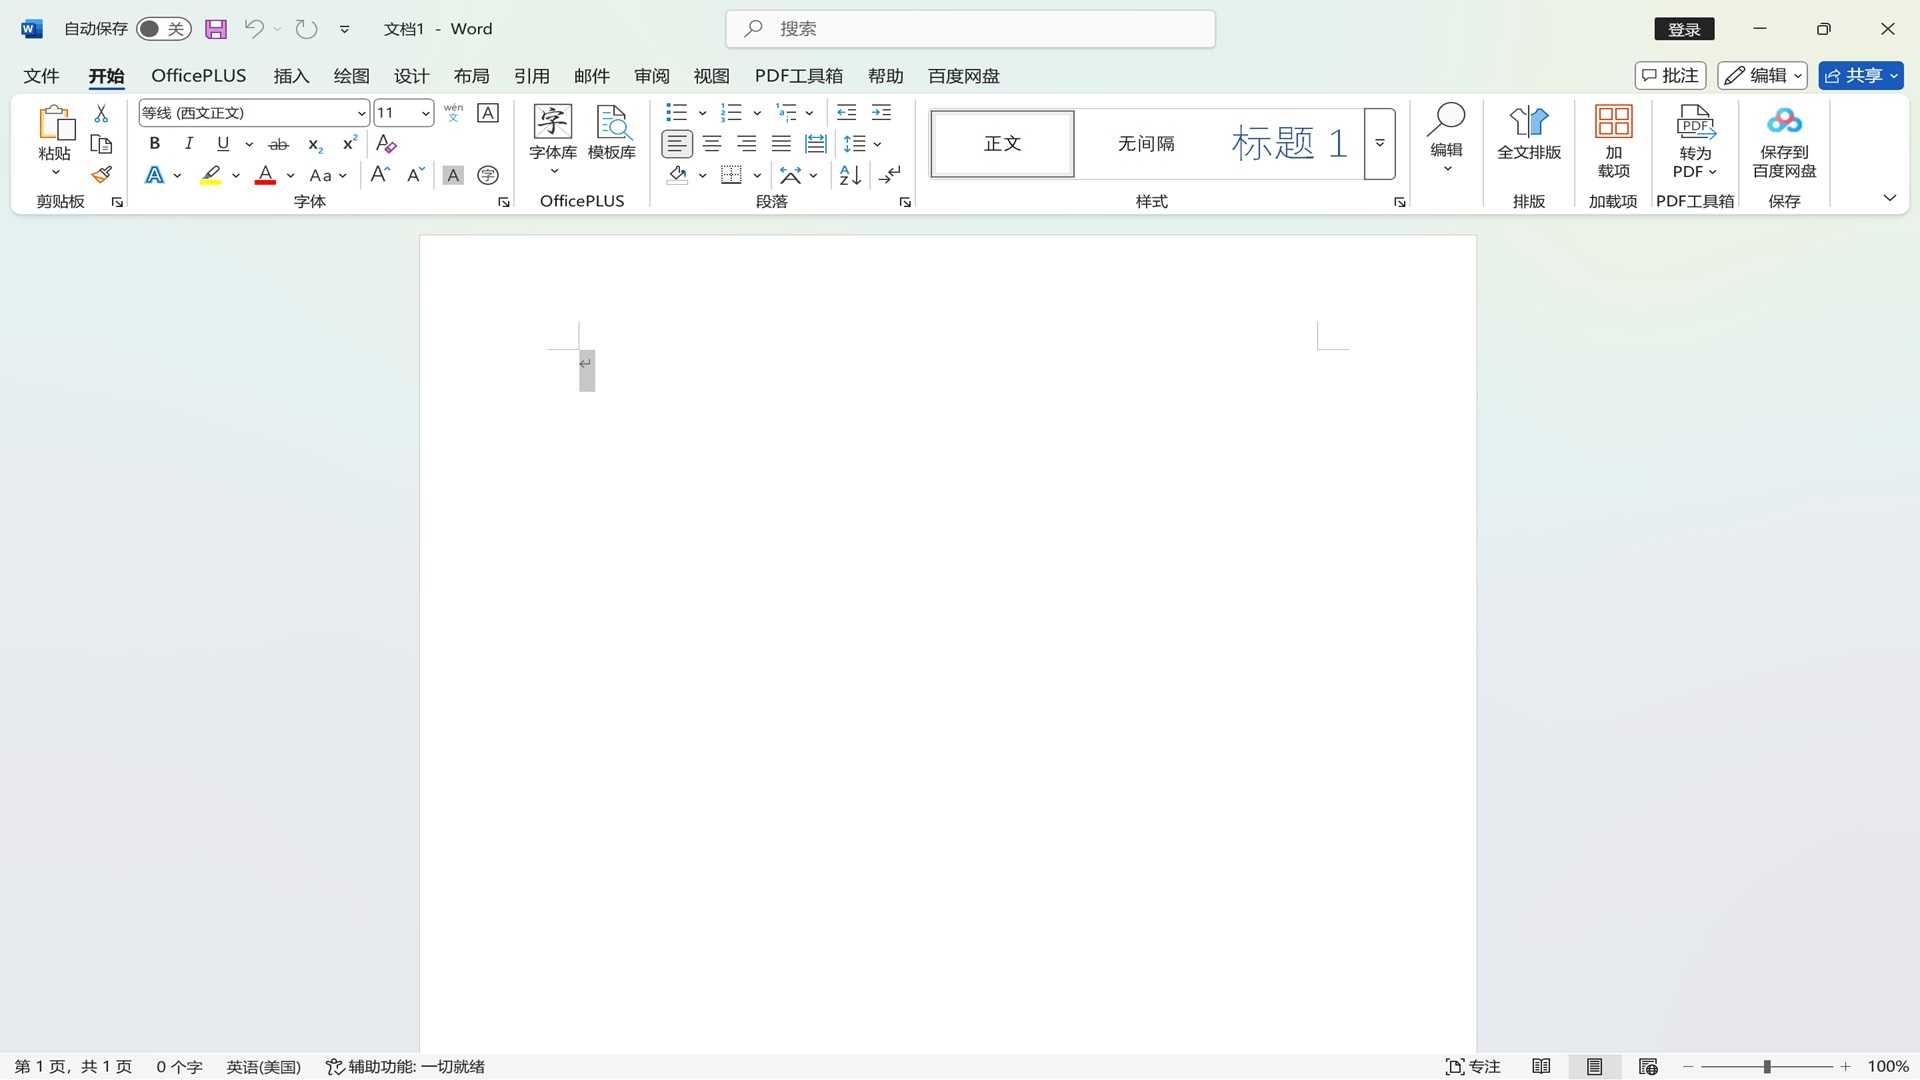 自动保存 关 文档1 - Word 搜索 登录
文件 开始 OfficePLUS 插入 绘图 设计 布局 引用 邮件 审阅 视图 PDF工具箱 帮助 百度网盘 批注 编辑 共享
等线 (西文正文) 11
粘贴
剪贴板
字体
字体库 模板库
OfficePLUS
段落
正文 无间隔 标题 1
样式
编辑
全文排版
排版
加
载项
加载项
转为
PDF
PDF工具箱
保存到
百度网盘
保存
第 1 页, 共 1 页 0 个字 英语(美国) 辅助功能: 一切就绪 专注 100%